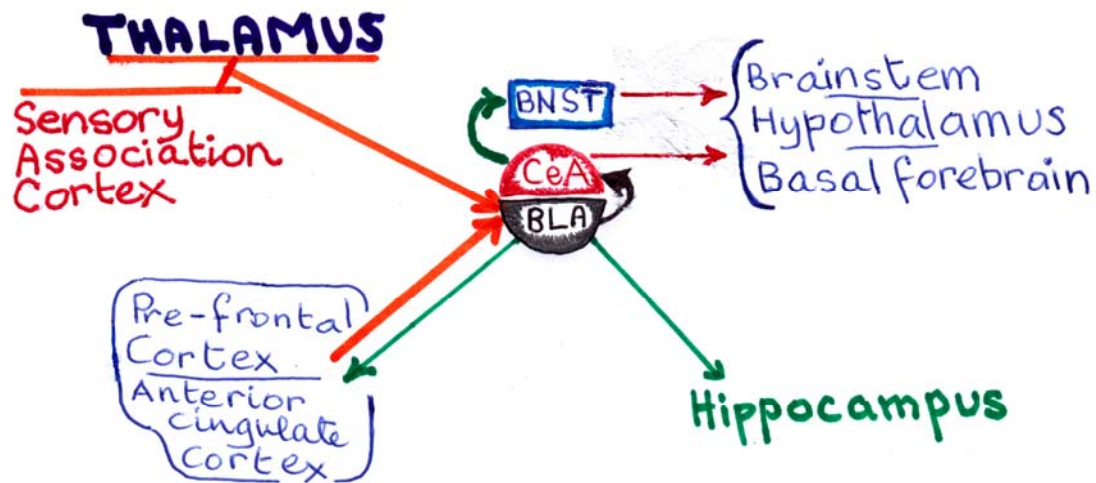 THALAMUS
Sensory
Association
Cortex
BNST
CeA
BLA
Brainstem
Hypothalamus
Basal forebrain
Pre-frontal
Cortex
Anterior
cingulate
Cortex
Hippocampus